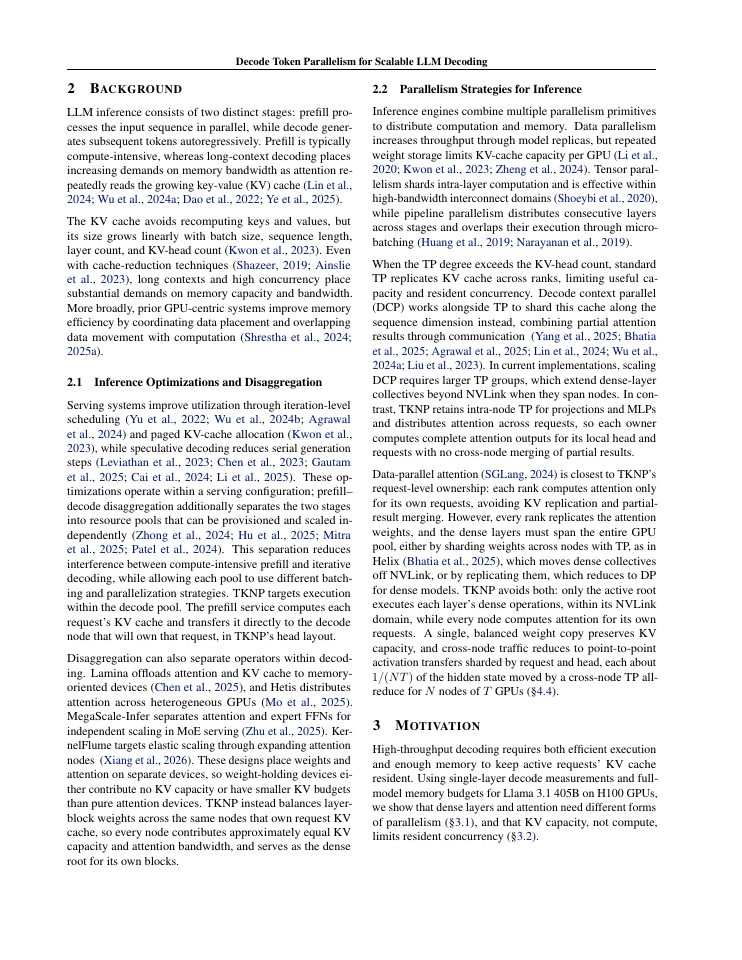 Decode Token Parallelism for Scalable LLM Decoding
2 BACKGROUND
LLM inference consists of two distinct stages: prefill pro-
cesses the input sequence in parallel, while decode gener-
ates subsequent tokens autoregressively. Prefill is typically
compute-intensive, whereas long-context decoding places
increasing demands on memory bandwidth as attention re-
peatedly reads the growing key-value (KV) cache (Lin et al.,
2024; Wu et al., 2024a; Dao et al., 2022; Ye et al., 2025).
The KV cache avoids recomputing keys and values, but
its size grows linearly with batch size, sequence length,
layer count, and KV-head count (Kwon et al., 2023). Even
with cache-reduction techniques (Shazeer, 2019; Ainslie
et al., 2023), long contexts and high concurrency place
substantial demands on memory capacity and bandwidth.
More broadly, prior GPU-centric systems improve memory
efficiency by coordinating data placement and overlapping
data movement with computation (Shrestha et al., 2024;
2025a).
2.1 Inference Optimizations and Disaggregation
Serving systems improve utilization through iteration-level
scheduling (Yu et al., 2022; Wu et al., 2024b; Agrawal
et al., 2024) and paged KV-cache allocation (Kwon et al.,
2023), while speculative decoding reduces serial generation
steps (Leviathan et al., 2023; Chen et al., 2023; Gautam
et al., 2025; Cai et al., 2024; Li et al., 2025). These op-
timizations operate within a serving configuration; prefill–
decode disaggregation additionally separates the two stages
into resource pools that can be provisioned and scaled in-
dependently (Zhong et al., 2024; Hu et al., 2025; Mitra
et al., 2025; Patel et al., 2024). This separation reduces
interference between compute-intensive prefill and iterative
decoding, while allowing each pool to use different batch-
ing and parallelization strategies. TKNP targets execution
within the decode pool. The prefill service computes each
request's KV cache and transfers it directly to the decode
node that will own that request, in TKNP's head layout.
Disaggregation can also separate operators within decod-
ing. Lamina offloads attention and KV cache to memory-
oriented devices (Chen et al., 2025), and Hetis distributes
attention across heterogeneous GPUs (Mo et al., 2025).
MegaScale-Infer separates attention and expert FFNs for
independent scaling in MoE serving (Zhu et al., 2025). Ker-
nelFlume targets elastic scaling through expanding attention
nodes (Xiang et al., 2026). These designs place weights and
attention on separate devices, so weight-holding devices ei-
ther contribute no KV capacity or have smaller KV budgets
than pure attention devices. TKNP instead balances layer-
block weights across the same nodes that own request KV
cache, so every node contributes approximately equal KV
capacity and attention bandwidth, and serves as the dense
root for its own blocks.
2.2 Parallelism Strategies for Inference
Inference engines combine multiple parallelism primitives
to distribute computation and memory. Data parallelism
increases throughput through model replicas, but repeated
weight storage limits KV-cache capacity per GPU (Li et al.,
2020; Kwon et al., 2023; Zheng et al., 2024). Tensor paral-
lelism shards intra-layer computation and is effective within
high-bandwidth interconnect domains (Shoeybi et al., 2020),
while pipeline parallelism distributes consecutive layers
across stages and overlaps their execution through micro-
batching (Huang et al., 2019; Narayanan et al., 2019).
When the TP degree exceeds the KV-head count, standard
TP replicates KV cache across ranks, limiting useful ca-
pacity and resident concurrency. Decode context parallel
(DCP) works alongside TP to shard this cache along the
sequence dimension instead, combining partial attention
results through communication (Yang et al., 2025; Bhatia
et al., 2025; Agrawal et al., 2025; Lin et al., 2024; Wu et al.,
2024a; Liu et al., 2023). In current implementations, scaling
DCP requires larger TP groups, which extend dense-layer
collectives beyond NVLink when they span nodes. In con-
trast, TKNP retains intra-node TP for projections and MLPs
and distributes attention across requests, so each owner
computes complete attention outputs for its local head and
requests with no cross-node merging of partial results.
Data-parallel attention (SGLang, 2024) is closest to TKNP's
request-level ownership: each rank computes attention only
for its own requests, avoiding KV replication and partial-
result merging. However, every rank replicates the attention
weights, and the dense layers must span the entire GPU
pool, either by sharding weights across nodes with TP, as in
Helix (Bhatia et al., 2025), which moves dense collectives
off NVLink, or by replicating them, which reduces to DP
for dense models. TKNP avoids both: only the active root
executes each layer's dense operations, within its NVLink
domain, while every node computes attention for its own
requests. A single, balanced weight copy preserves KV
capacity, and cross-node traffic reduces to point-to-point
activation transfers sharded by request and head, each about
1/(NT) of the hidden state moved by a cross-node TP all-
reduce for N nodes of T GPUs (§4.4).
3 MOTIVATION
High-throughput decoding requires both efficient execution
and enough memory to keep active requests' KV cache
resident. Using single-layer decode measurements and full-
model memory budgets for Llama 3.1 405B on H100 GPUs,
we show that dense layers and attention need different forms
of parallelism (§3.1), and that KV capacity, not compute,
limits resident concurrency (§3.2).